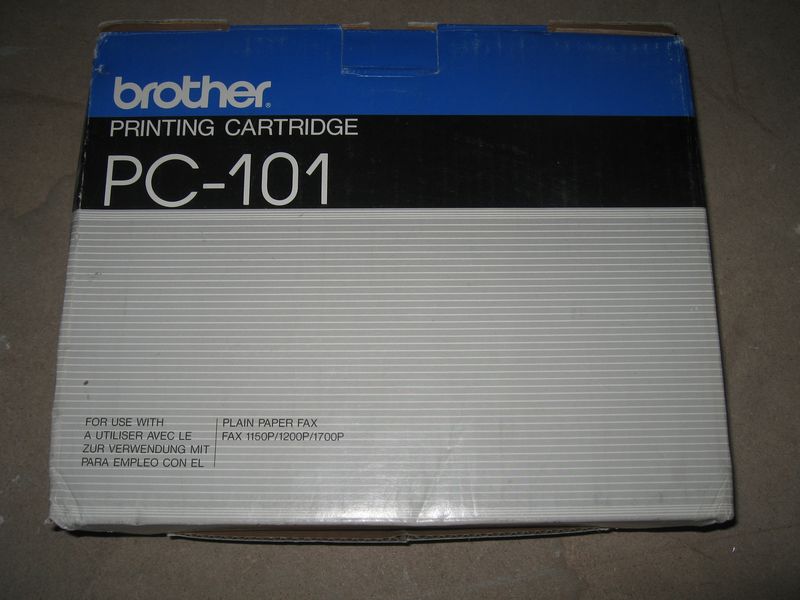 brother
PRINTING CARTRIDGE
PC-101
FOR USE WITH
A UTILISER AVEC LE
ZUR VERWENDUNG MIT
PARA EMPLEO CON EL
PLAIN PAPER FAX
FAX 1150P/1200P/1700P